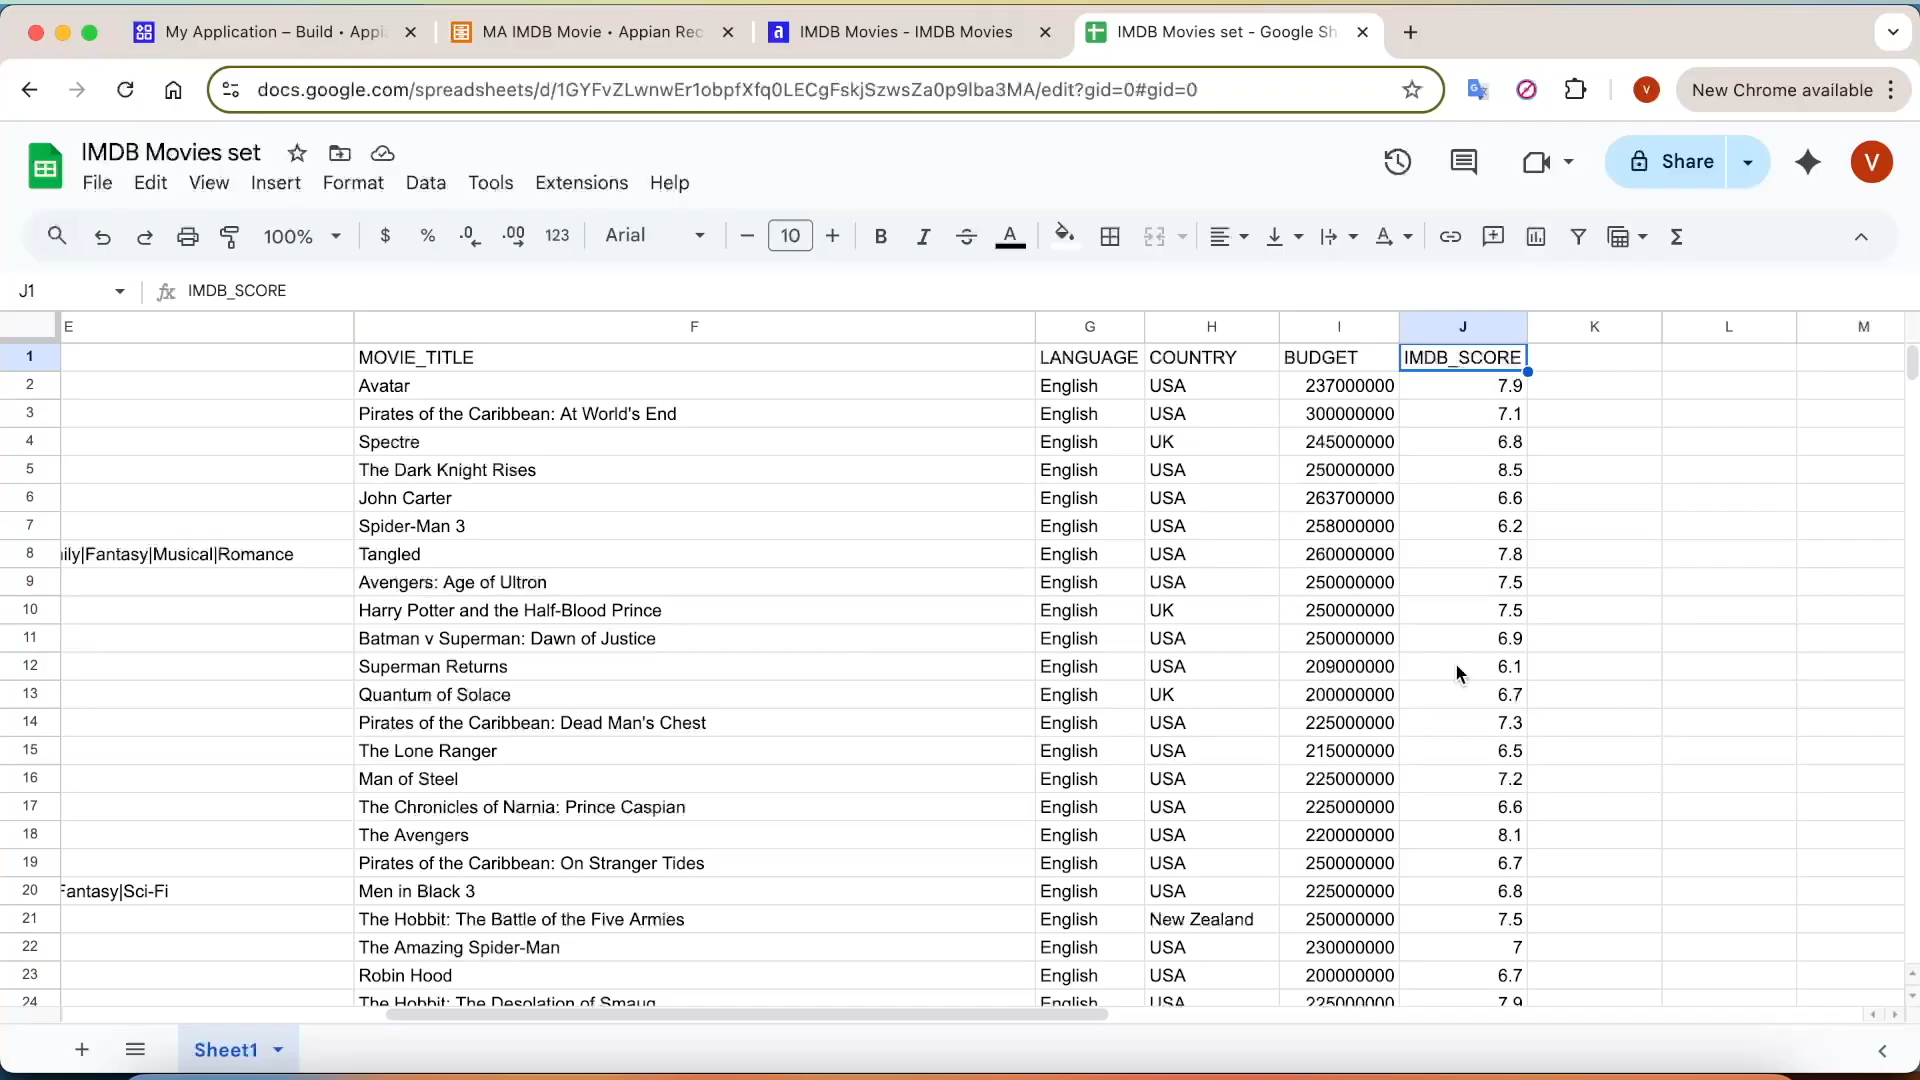 My Application – Build • Appi
MA IMDB Movie • Appian Rec
IMDB Movies - IMDB Movies
IMDB Movies set - Google Sh
docs.google.com/spreadsheets/d/1GYFvZLwnwEr1obpfXfq0LECgFskjSzwsZa0p9lba3MA/edit?gid=0#gid=0
V
New Chrome available
IMDB Movies set
File Edit View Insert Format Data Tools Extensions Help
Share
V
100% $ % .0 .00 123 Arial 10 B I A
J1 fx IMDB_SCORE
E F G H I J K L M
1 MOVIE_TITLE LANGUAGE COUNTRY BUDGET IMDB_SCORE
2 Avatar English USA 237000000 7.9
3 Pirates of the Caribbean: At World's End English USA 300000000 7.1
4 Spectre English UK 245000000 6.8
5 The Dark Knight Rises English USA 250000000 8.5
6 John Carter English USA 263700000 6.6
7 Spider-Man 3 English USA 258000000 6.2
8 ily|Fantasy|Musical|Romance Tangled English USA 260000000 7.8
9 Avengers: Age of Ultron English USA 250000000 7.5
10 Harry Potter and the Half-Blood Prince English UK 250000000 7.5
11 Batman v Superman: Dawn of Justice English USA 250000000 6.9
12 Superman Returns English USA 209000000 6.1
13 Quantum of Solace English UK 200000000 6.7
14 Pirates of the Caribbean: Dead Man's Chest English USA 225000000 7.3
15 The Lone Ranger English USA 215000000 6.5
16 Man of Steel English USA 225000000 7.2
17 The Chronicles of Narnia: Prince Caspian English USA 225000000 6.6
18 The Avengers English USA 220000000 8.1
19 Pirates of the Caribbean: On Stranger Tides English USA 250000000 6.7
20 Fantasy|Sci-Fi Men in Black 3 English USA 225000000 6.8
21 The Hobbit: The Battle of the Five Armies English New Zealand 250000000 7.5
22 The Amazing Spider-Man English USA 230000000 7
23 Robin Hood English USA 200000000 6.7
24 The Hobbit: The Desolation of Smaug English USA 225000000 7.9
Sheet1